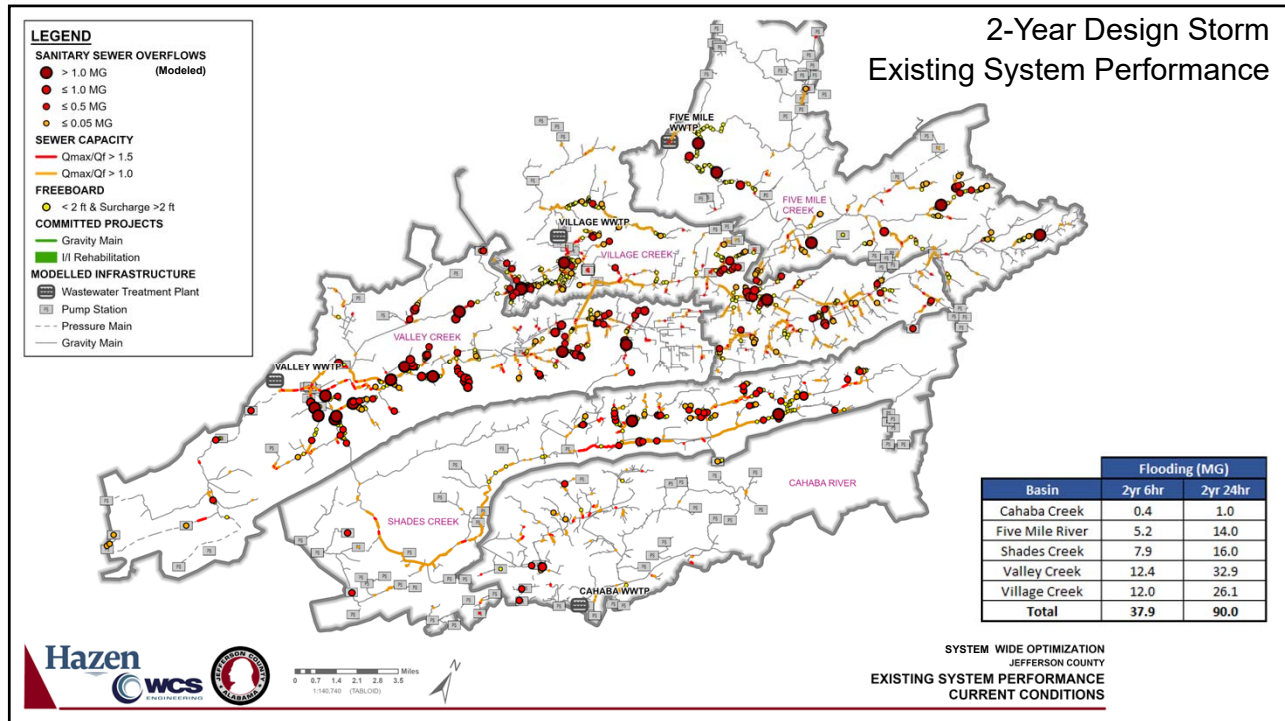 2-Year Design Storm
Existing System Performance
LEGEND
SANITARY SEWER OVERFLOWS
(Modeled)
> 1.0 MG
≤ 1.0 MG
≤ 0.5 MG
≤ 0.05 MG
SEWER CAPACITY
Qmax/Qf > 1.5
Qmax/Qf > 1.0
FREEBOARD
< 2 ft & Surcharge >2 ft
COMMITTED PROJECTS
Gravity Main
I/I Rehabilitation
MODELLED INFRASTRUCTURE
Wastewater Treatment Plant
PS Pump Station
Pressure Main
Gravity Main
FIVE MILE
WWTP
FIVE MILE
CREEK
VILLAGE WWTP
VILLAGE CREEK
VALLEY CREEK
VALLEY WWTP
CAHABA RIVER
SHADES CREEK
CAHABA WWTP
Flooding (MG)
Basin 2yr 6hr 2yr 24hr
Cahaba Creek 0.4 1.0
Five Mile River 5.2 14.0
Shades Creek 7.9 16.0
Valley Creek 12.4 32.9
Village Creek 12.0 26.1
Total 37.9 90.0
Hazen
WCS
ENGINEERING
JEFFERSON COUNTY
ALABAMA
Miles
0 0.7 1.4 2.1 2.8 3.5
1:140,740 (TABLOID)
N
SYSTEM WIDE OPTIMIZATION
JEFFERSON COUNTY
EXISTING SYSTEM PERFORMANCE
CURRENT CONDITIONS